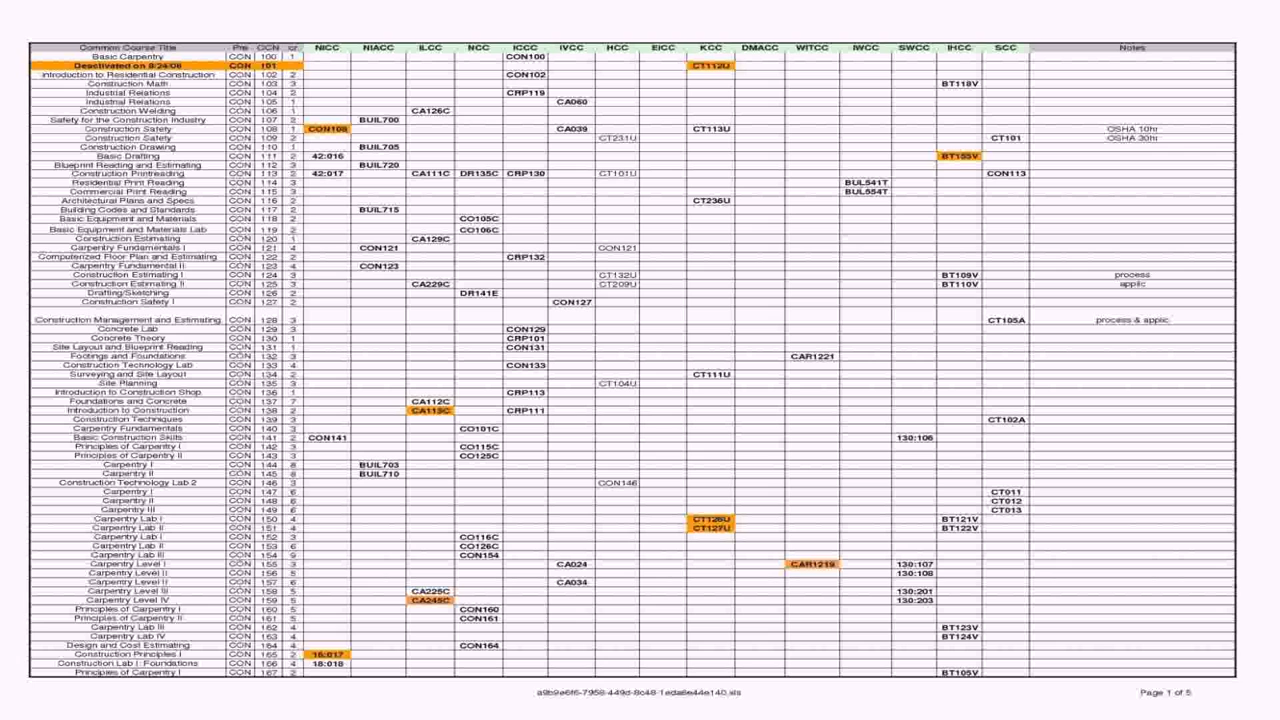 Common Course Title Pre CCN cr. NICC NIACC ILCC NCC ICCC IVCC HCC EICC KCC DMACC WITCC IWCC SWCC IHCC SCC Notes
Basic Carpentry CON 100 1 CON100
Deactivated on 8/24/06 CON 101 CT112U
Introduction to Residential Construction CON 102 2 CON102
Construction Math CON 103 3 BT118V
Industrial Relations CON 104 2 CRP119
Industrial Relations CON 105 1 CA060
Construction Welding CON 106 1 CA126C
Safety for the Construction Industry CON 107 2 BUIL700
Construction Safety CON 108 1 CON108 CA039 CT113U OSHA 10hr
Construction Safety CON 109 2 HCT231U CT101 OSHA 30hr
Construction Drawing CON 110 1 BUIL705
Basic Drafting CON 111 2 42:016 BT155V
Blueprint Reading and Estimating CON 112 3 BUIL720
Construction Printreading CON 113 2 42:017 CA111C DR135C CRP130 HCT101U CON113
Residential Print Reading CON 114 3 BUL541T
Commercial Print Reading CON 115 3 BUL554T
Architectural Plans and Specs CON 116 2 CT236U
Building Codes and Standards CON 117 2 BUIL715
Basic Equipment and Materials CON 118 2 CO105C
Basic Equipment and Materials Lab CON 119 2 CO106C
Construction Estimating CON 120 1 CA129C
Carpentry Fundamentals I CON 121 4 CON121 CON121
Computerized Floor Plan and Estimating CON 122 2 CRP132
Carpentry Fundamental II CON 123 4 CON123
Construction Estimating I CON 124 3 HCT132U BT109V process
Construction Estimating II CON 125 3 CA229C HCT209U BT110V applic
Drafting/Sketching CON 126 2 DR141E
Construction Safety I CON 127 2 CON127
Construction Management and Estimating CON 128 3 CT105A process & applic
Concrete Lab CON 129 3 CON129
Concrete Theory CON 130 1 CRP101
Site Layout and Blueprint Reading CON 131 1 CON131
Footings and Foundations CON 132 3 CAR1221
Construction Technology Lab CON 133 4 CON133
Surveying and Site Layout CON 134 2 CT111U
Site Planning CON 135 3 HCT104U
Introduction to Construction Shop CON 136 1 CRP113
Foundations and Concrete CON 137 7 CA112C
Introduction to Construction CON 138 2 CA113C CRP111
Construction Techniques CON 139 3 CT102A
Carpentry Fundamentals CON 140 3 CO101C
Basic Construction Skills CON 141 2 CON141 130:106
Principles of Carpentry I CON 142 3 CO115C
Principles of Carpentry II CON 143 3 CO125C
Carpentry I CON 144 8 BUIL703
Carpentry II CON 145 8 BUIL710
Construction Technology Lab 2 CON 146 3 CON146
Carpentry I CON 147 6 CT011
Carpentry II CON 148 6 CT012
Carpentry III CON 149 6 CT013
Carpentry Lab I CON 150 4 CT126U BT121V
Carpentry Lab II CON 151 4 CT127U BT122V
Carpentry Lab I CON 152 3 CO116C
Carpentry Lab II CON 153 6 CO126C
Carpentry Lab III CON 154 9 CON154
Carpentry Level I CON 155 3 CA024 CAR1219 130:107
Carpentry Level II CON 156 5 130:108
Carpentry Level II CON 157 6 CA034
Carpentry Level III CON 158 5 CA225C 130:201
Carpentry Level IV CON 159 5 CA245C 130:203
Principles of Carpentry I CON 160 5 CON160
Principles of Carpentry II CON 161 5 CON161
Carpentry Lab III CON 162 4 BT123V
Carpentry Lab IV CON 163 4 BT124V
Design and Cost Estimating CON 164 4 CON164
Construction Principles I CON 165 2 18:017
Construction Lab I: Foundations CON 166 4 18:018
Principles of Carpentry I CON 167 2 BT105V
Page 1 of 5